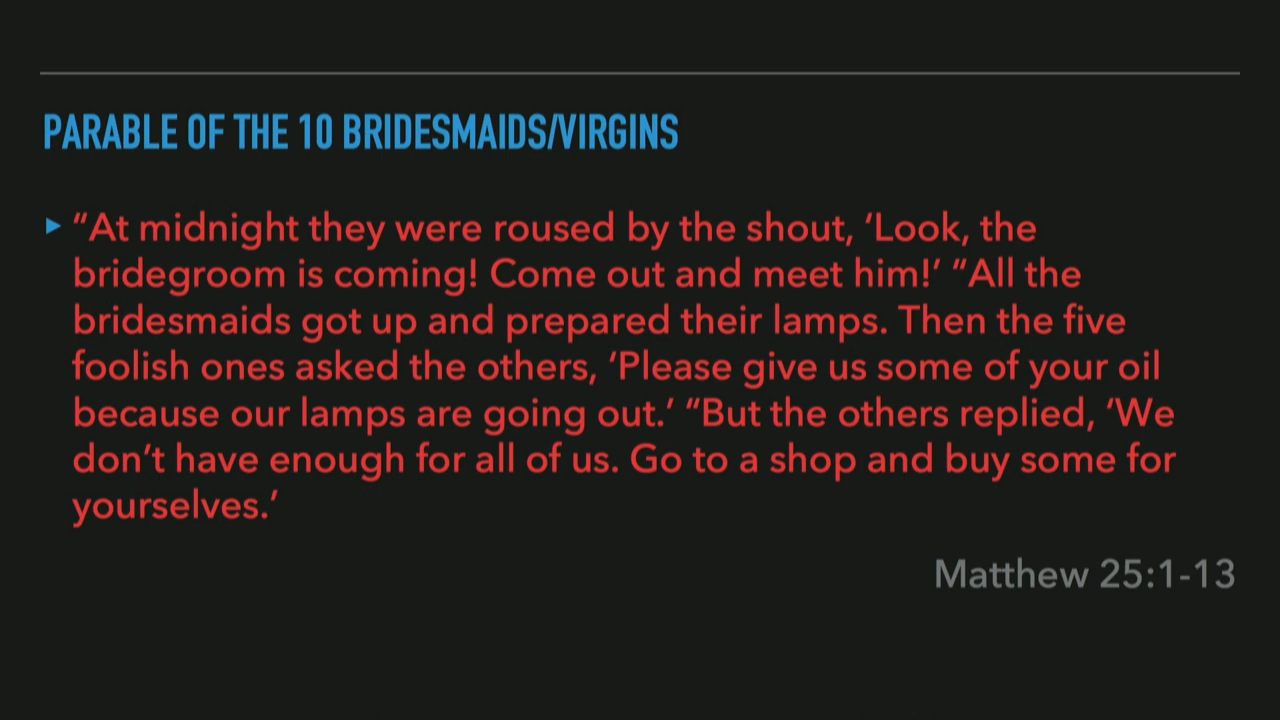 PARABLE OF THE 10 BRIDESMAIDS/VIRGINS
“At midnight they were roused by the shout, ‘Look, the
bridegroom is coming! Come out and meet him!’ “All the
bridesmaids got up and prepared their lamps. Then the five
foolish ones asked the others, ‘Please give us some of your oil
because our lamps are going out.’ “But the others replied, ‘We
don’t have enough for all of us. Go to a shop and buy some for
yourselves.’
Matthew 25:1-13